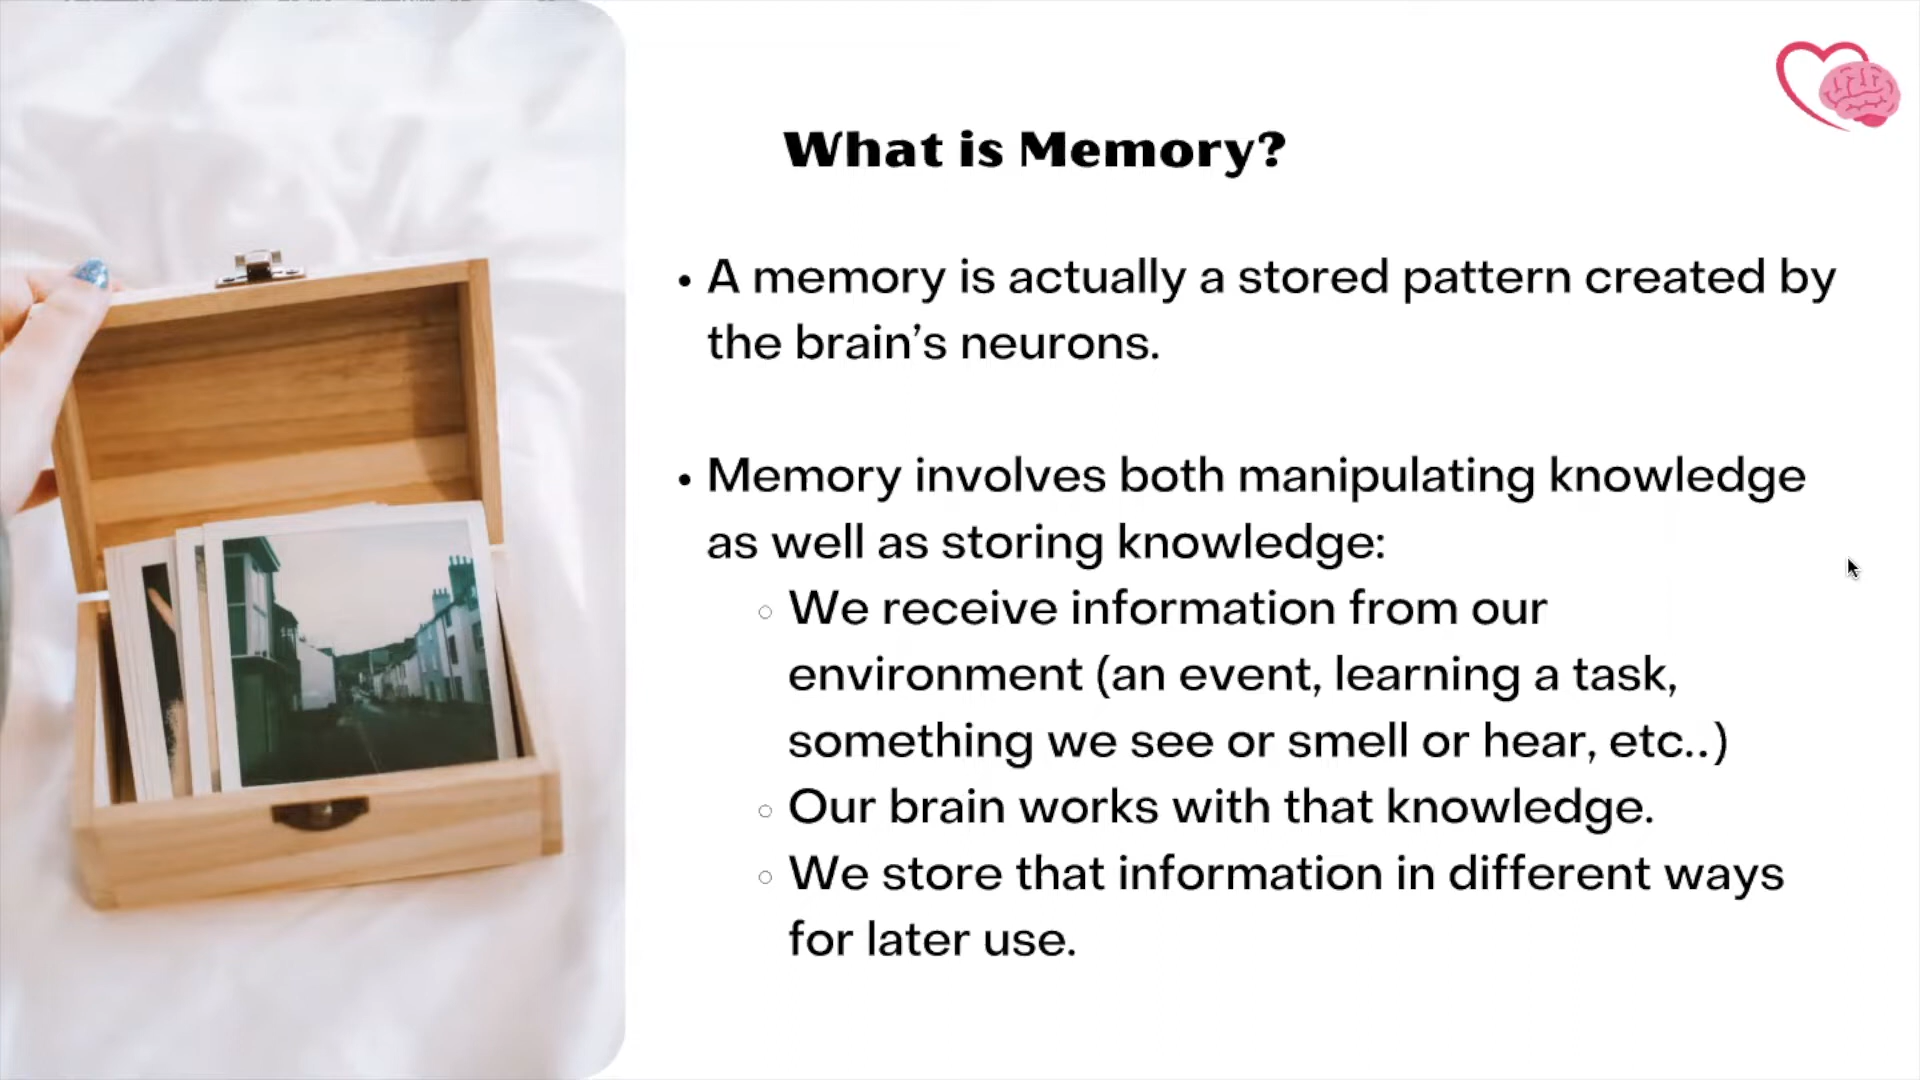 What is Memory?
• A memory is actually a stored pattern created by
the brain’s neurons.
• Memory involves both manipulating knowledge
as well as storing knowledge:
◦ We receive information from our
environment (an event, learning a task,
something we see or smell or hear, etc..)
◦ Our brain works with that knowledge.
◦ We store that information in different ways
for later use.